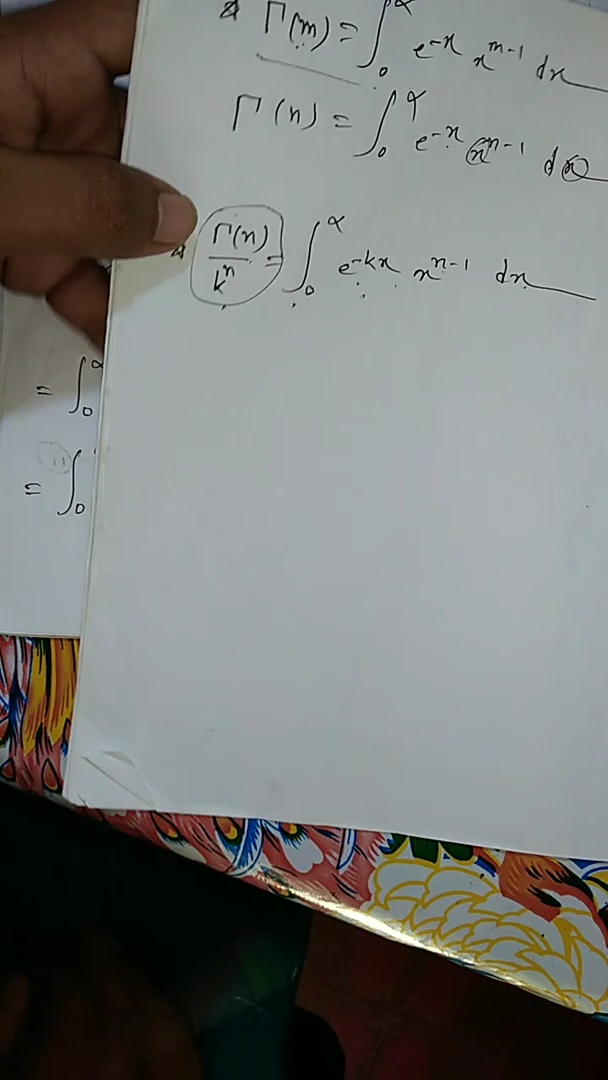 Γ(m) = ∫₀^∝ e^{-x} x^{m-1} dx
Γ(n) = ∫₀^∝ e^{-x} x^{n-1} dx
Γ(n)/k^n = ∫₀^∝ e^{-kx} x^{n-1} dx
= ∫₀^∝
= ∫₀